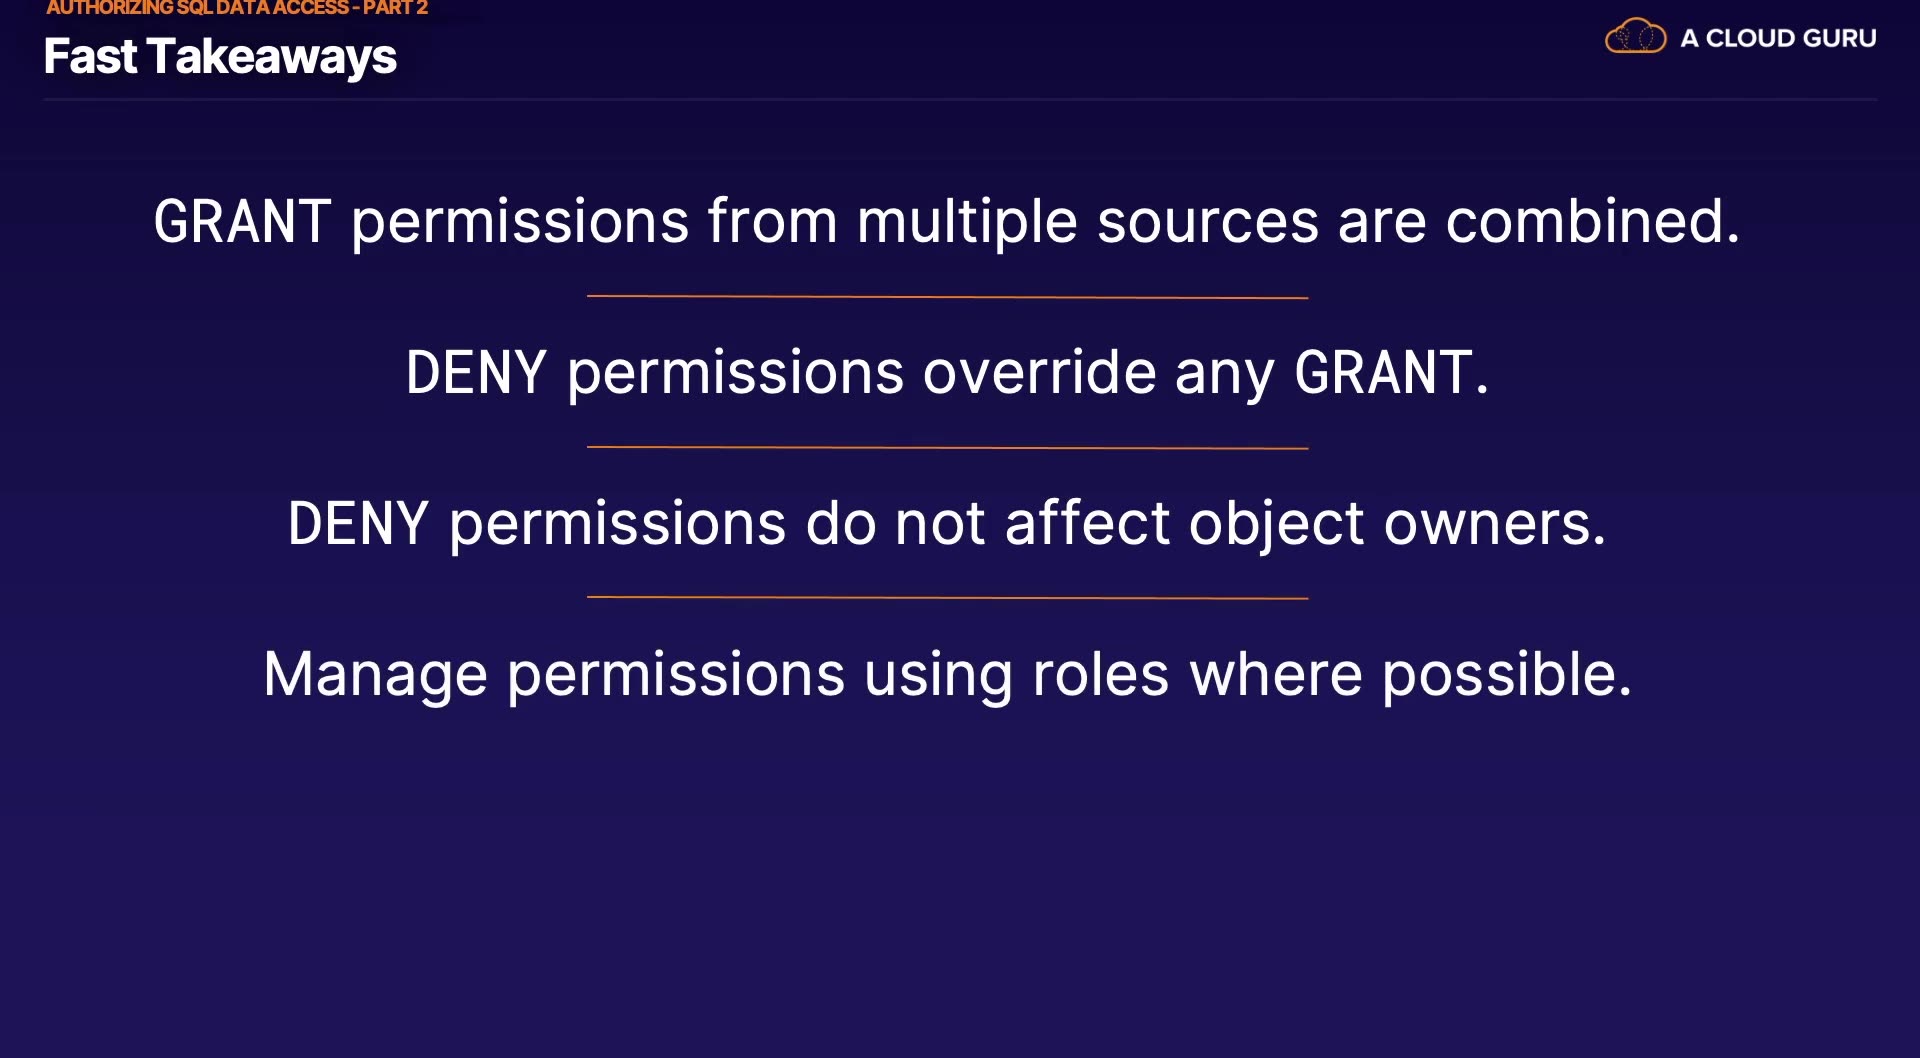 AUTHORIZING SQL DATA ACCESS - PART 2
Fast Takeaways
A CLOUD GURU
GRANT permissions from multiple sources are combined.
DENY permissions override any GRANT.
DENY permissions do not affect object owners.
Manage permissions using roles where possible.